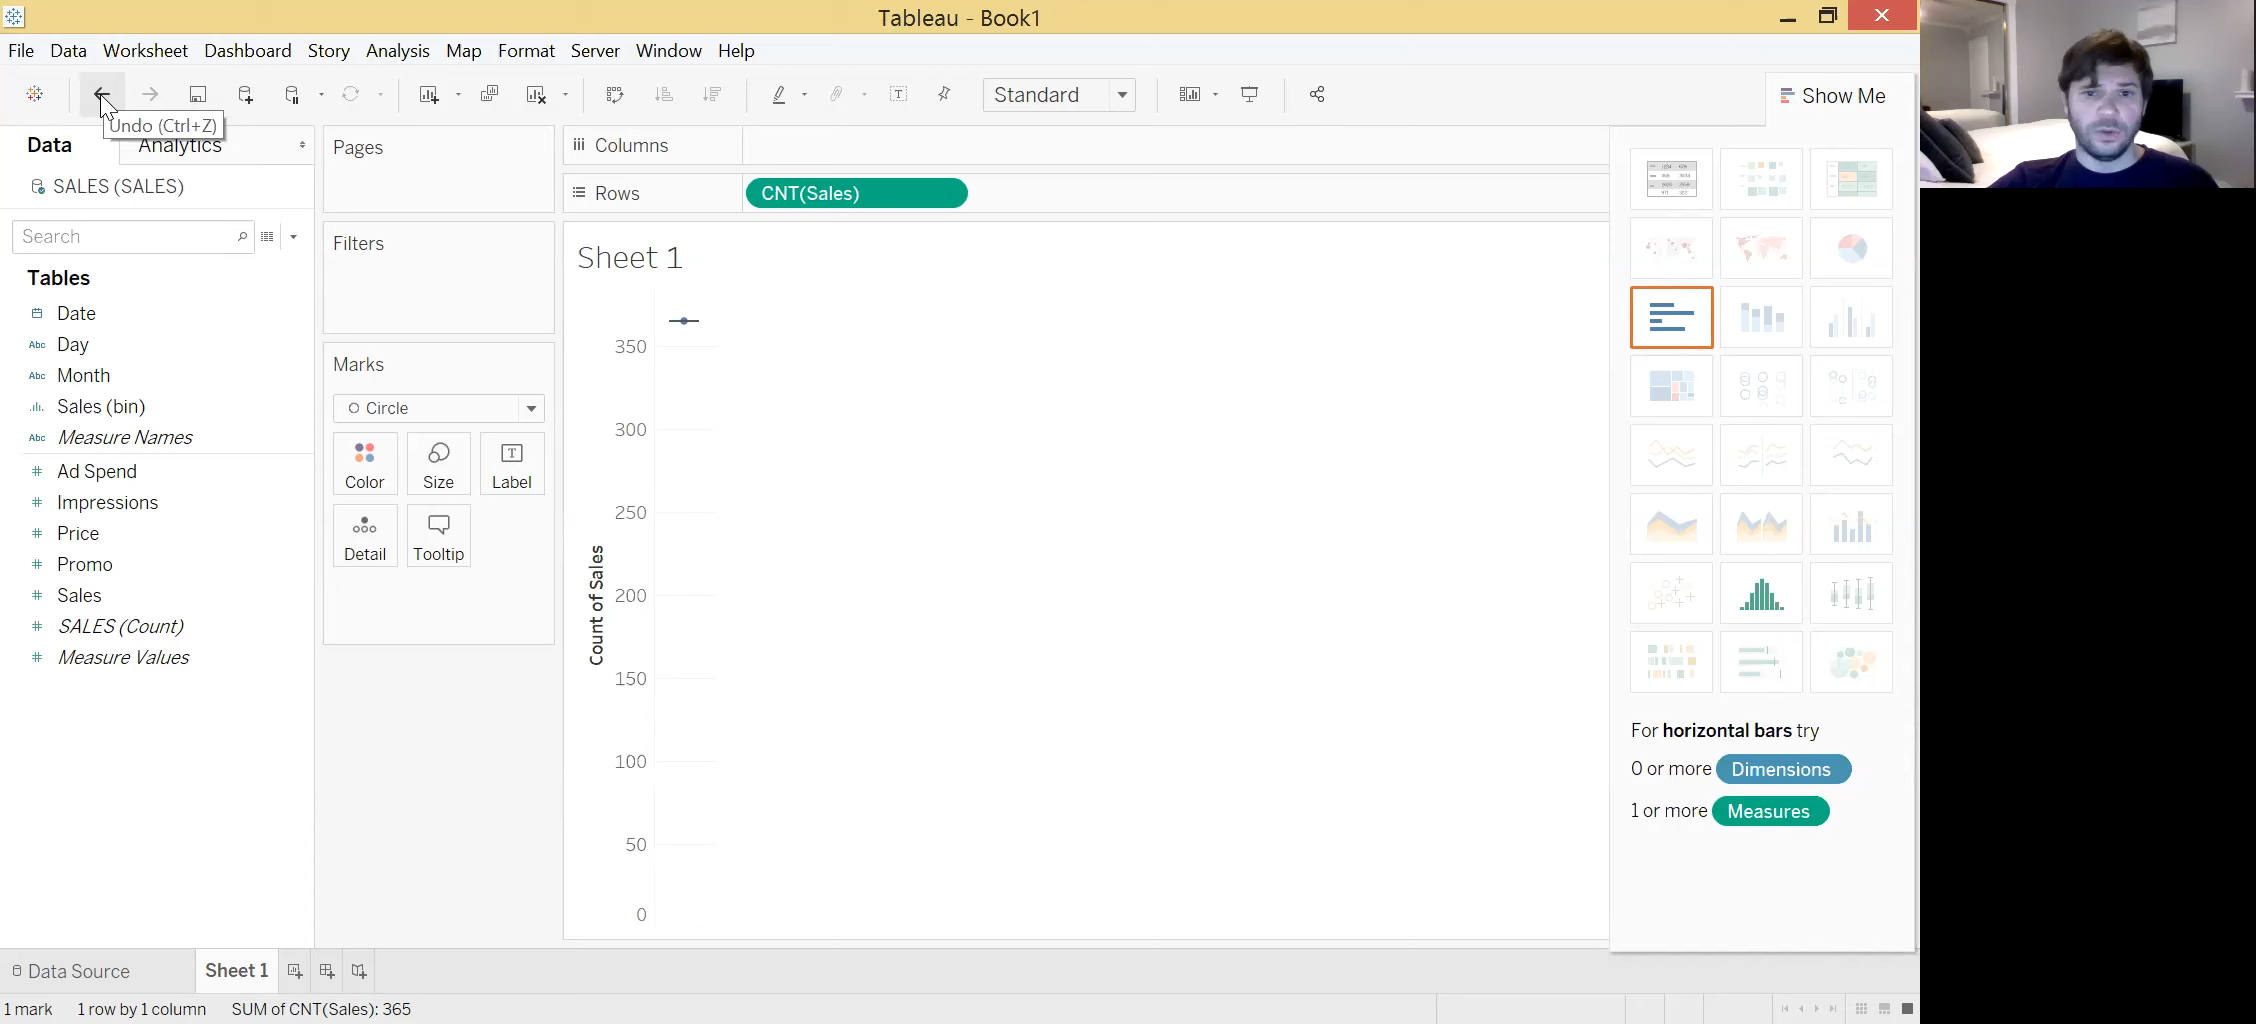 Tableau - Book1
File Data Worksheet Dashboard Story Analysis Map Format Server Window Help
Standard
Show Me
Undo (Ctrl+Z)
Data
Analytics
SALES (SALES)
Search
Tables
Date
Abc Day
Abc Month
Sales (bin)
Abc Measure Names
Ad Spend
Impressions
Price
Promo
Sales
SALES (Count)
Measure Values
Pages
Filters
Marks
Circle
Color
Size
Label
Detail
Tooltip
Columns
Rows
CNT(Sales)
Sheet 1
Count of Sales
350
300
250
200
150
100
50
0
For horizontal bars try
0 or more Dimensions
1 or more Measures
Data Source
Sheet 1
1 mark 1 row by 1 column SUM of CNT(Sales): 365